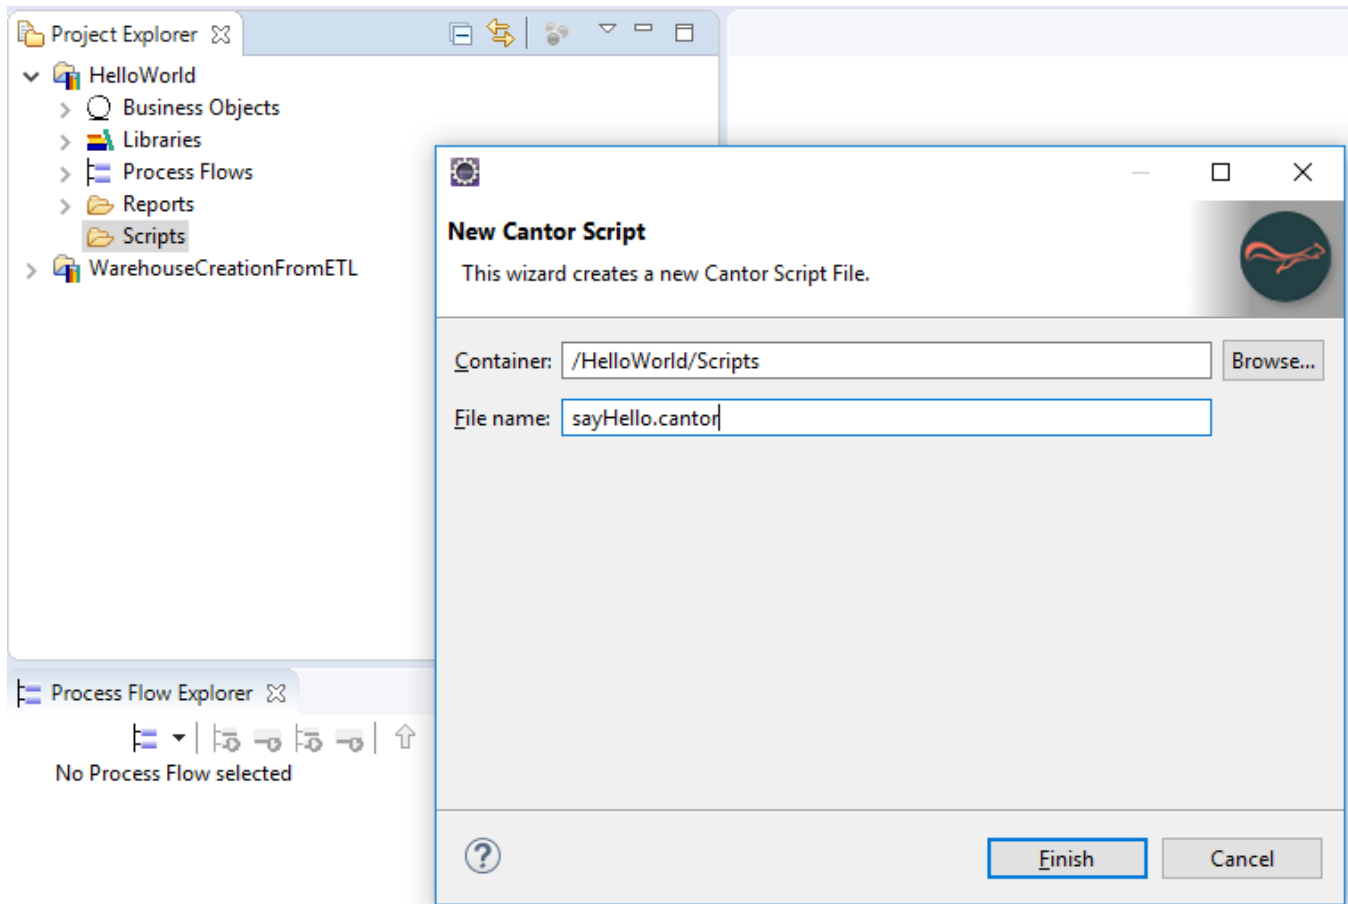 Project Explorer
HelloWorld
Business Objects
Libraries
Process Flows
Reports
Scripts
WarehouseCreationFromETL
New Cantor Script
This wizard creates a new Cantor Script File.
Container: /HelloWorld/Scripts Browse...
File name: sayHello.cantor
Process Flow Explorer
No Process Flow selected
? Finish Cancel